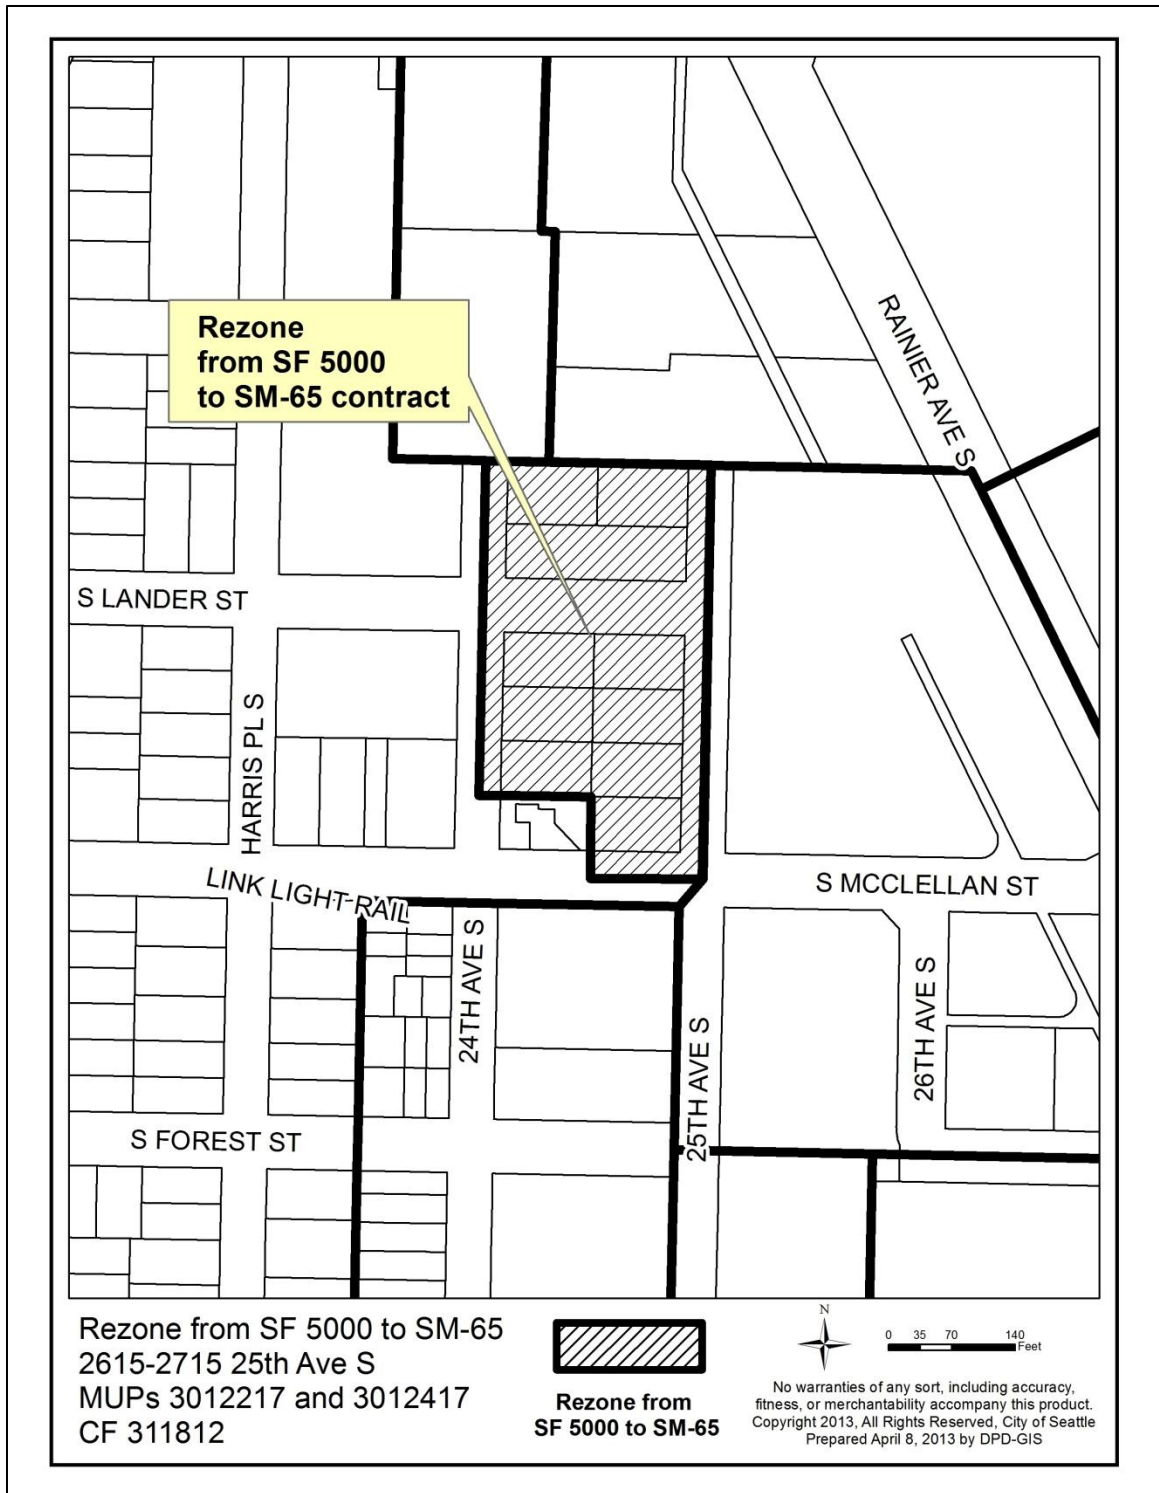 Rezone
from SF 5000
to SM-65 contract
RAINIER AVE S
S LANDER ST
HARRIS PL S
LINK LIGHT RAIL
S MCCLELLAN ST
24TH AVE S
25TH AVE S
26TH AVE S
S FOREST ST
Rezone from SF 5000 to SM-65
2615-2715 25th Ave S
MUPs 3012217 and 3012417
CF 311812
Rezone from
SF 5000 to SM-65
N
0 35 70 140
Feet
No warranties of any sort, including accuracy,
fitness, or merchantability accompany this product.
Copyright 2013, All Rights Reserved, City of Seattle
Prepared April 8, 2013 by DPD-GIS